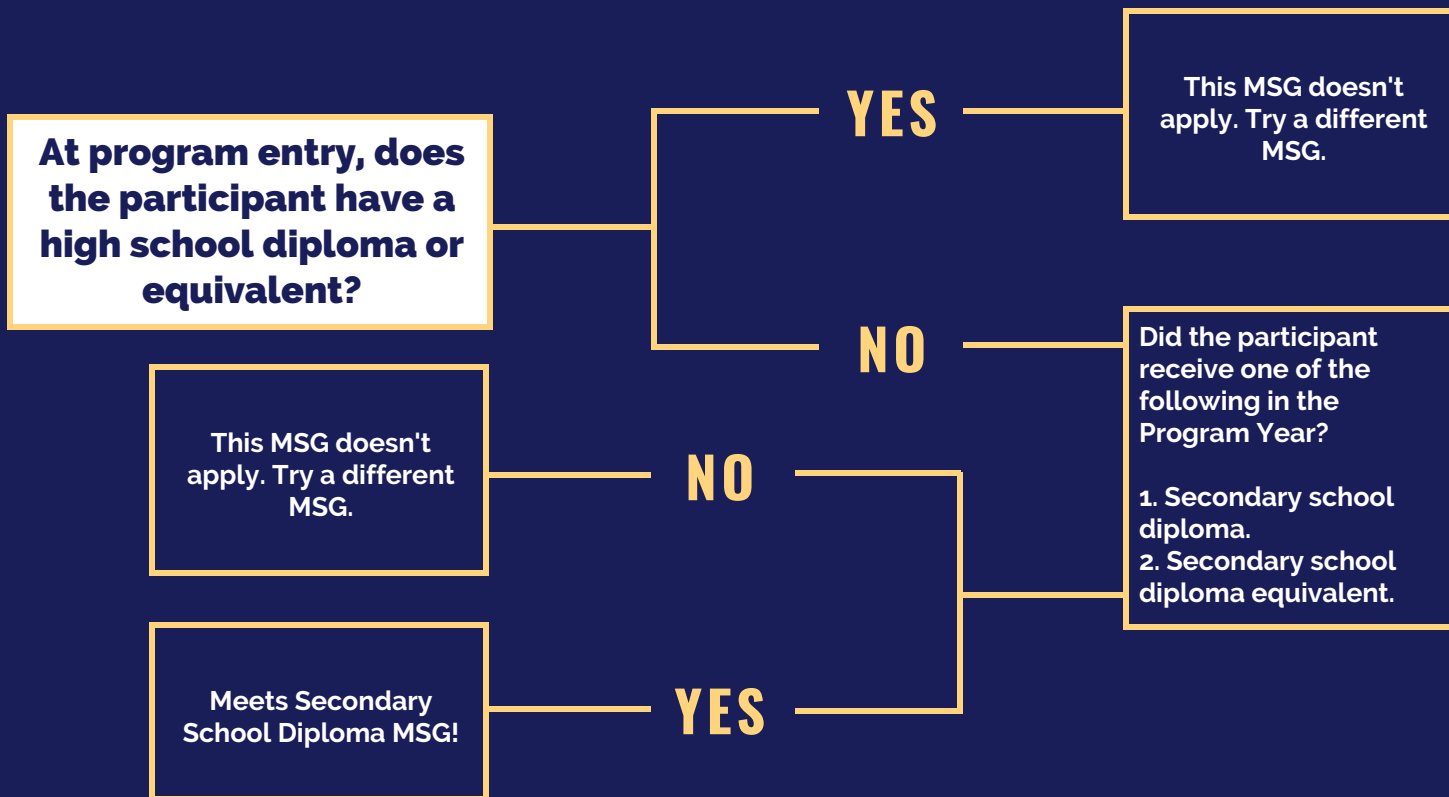 At program entry, does
the participant have a
high school diploma or
equivalent?
YES
This MSG doesn't
apply. Try a different
MSG.
NO
Did the participant
receive one of the
following in the
Program Year?
1. Secondary school
diploma.
2. Secondary school
diploma equivalent.
NO
This MSG doesn't
apply. Try a different
MSG.
YES
Meets Secondary
School Diploma MSG!